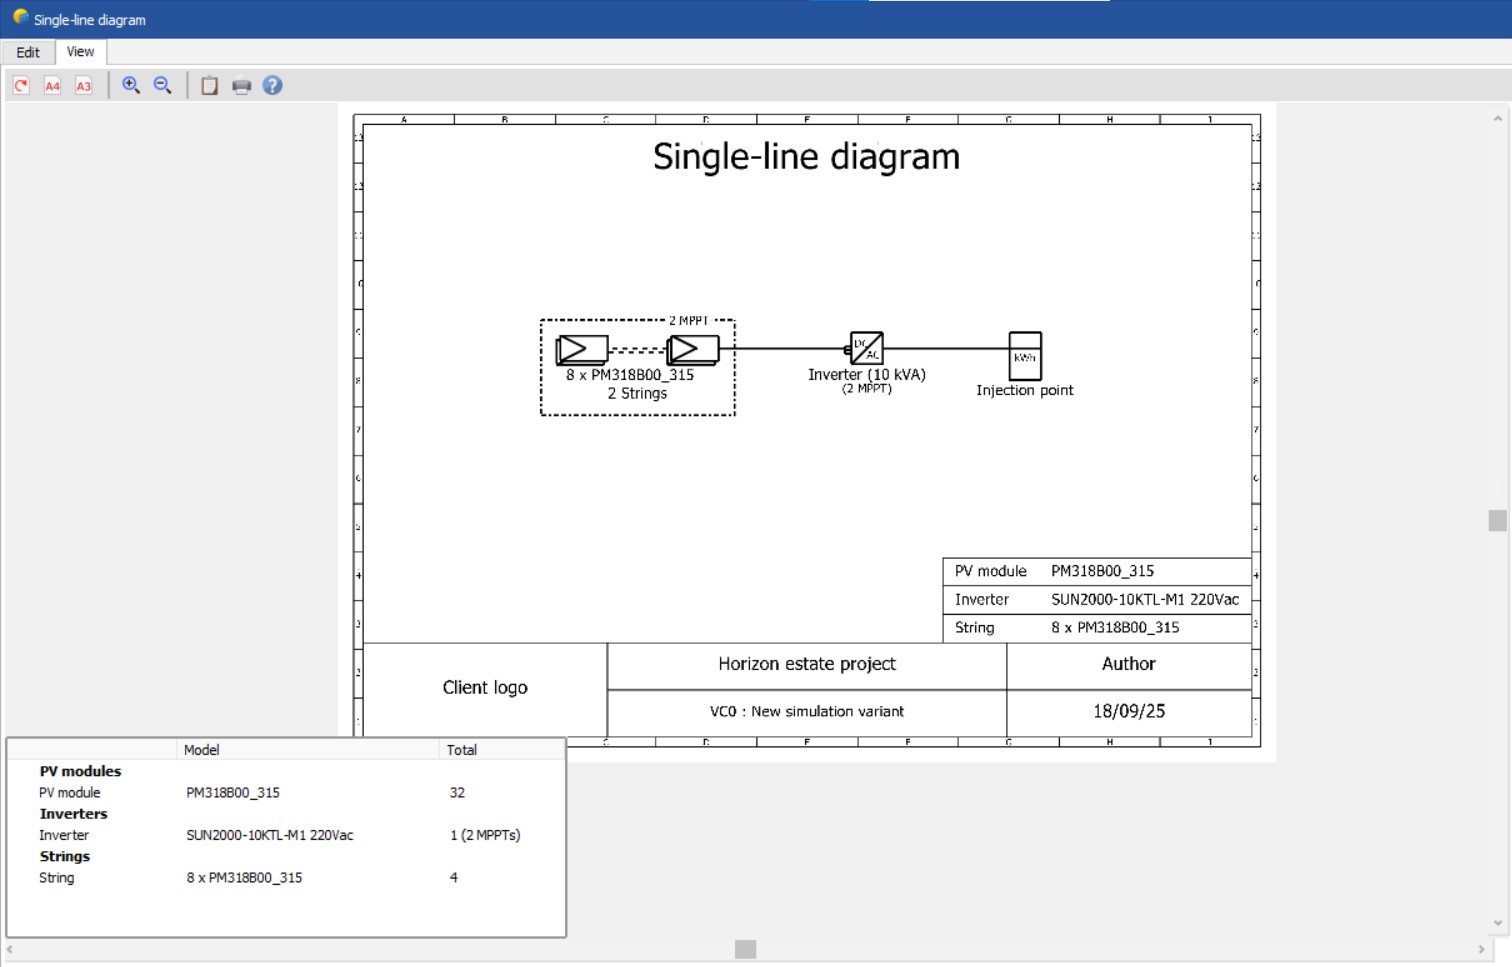 Single-line diagram
Edit View
A4 A3
A B C D E F G H I
Single-line diagram
2 MPPT
8 x PM318B00_315
2 Strings
DC
AC
Inverter (10 kVA)
(2 MPPT)
kWh
Injection point
PV module PM318B00_315
Inverter SUN2000-10KTL-M1 220Vac
String 8 x PM318B00_315
Client logo
Horizon estate project
Author
VC0 : New simulation variant
18/09/25
Model Total
PV modules
PV module PM318B00_315 32
Inverters
Inverter SUN2000-10KTL-M1 220Vac 1 (2 MPPTs)
Strings
String 8 x PM318B00_315 4